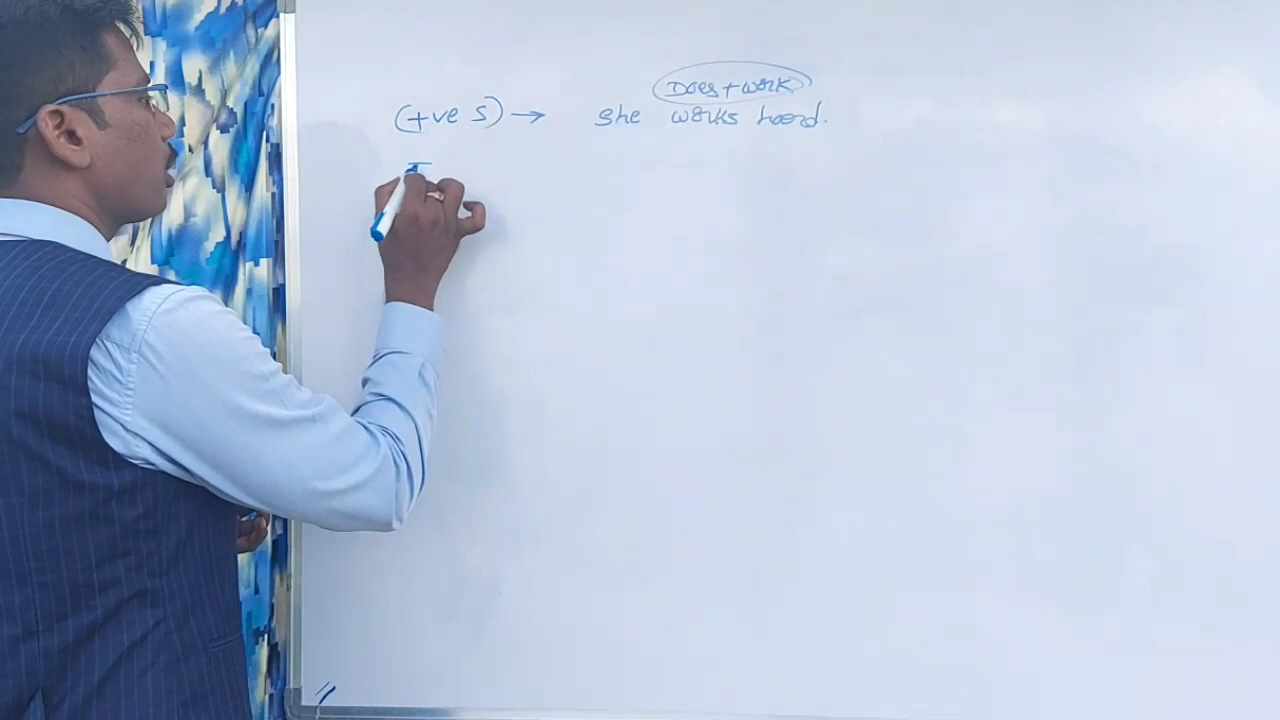 Does + work
(+ve S) → she works hard.
I